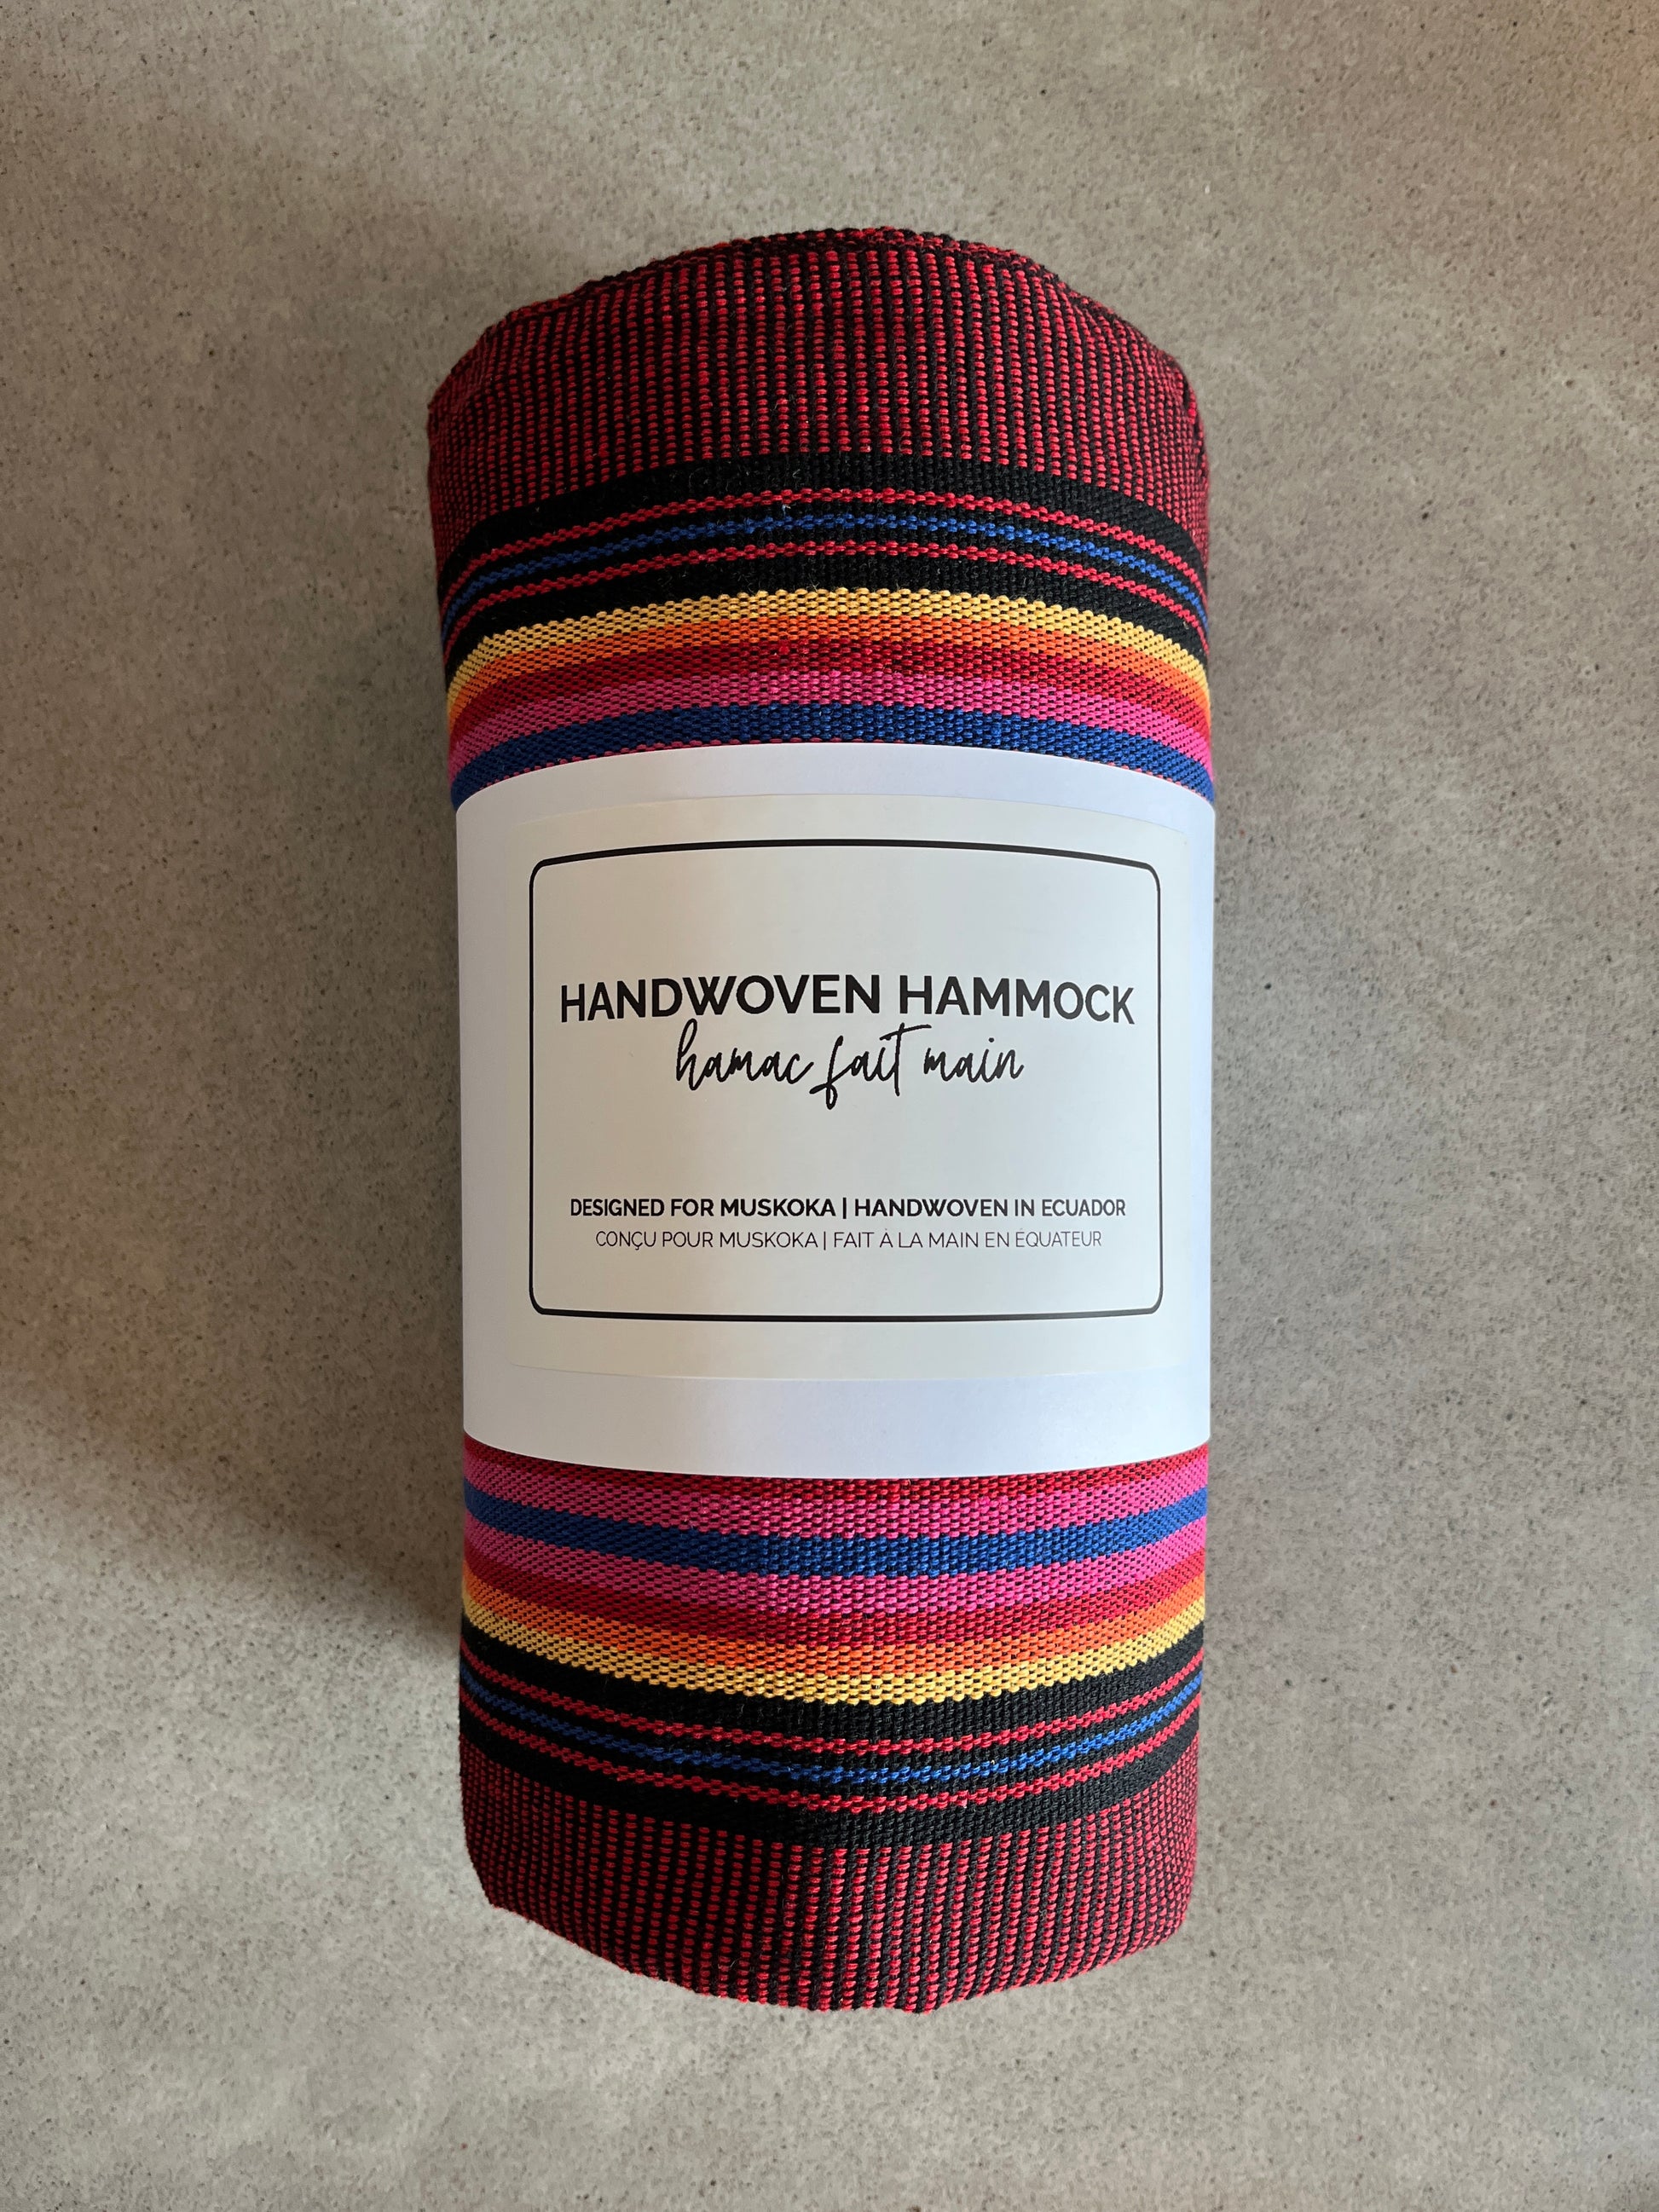 HANDWOVEN HAMMOCK
hamac fait main
DESIGNED FOR MUSKOKA | HANDWOVEN IN ECUADOR
CONÇU POUR MUSKOKA | FAIT À LA MAIN EN ÉQUATEUR